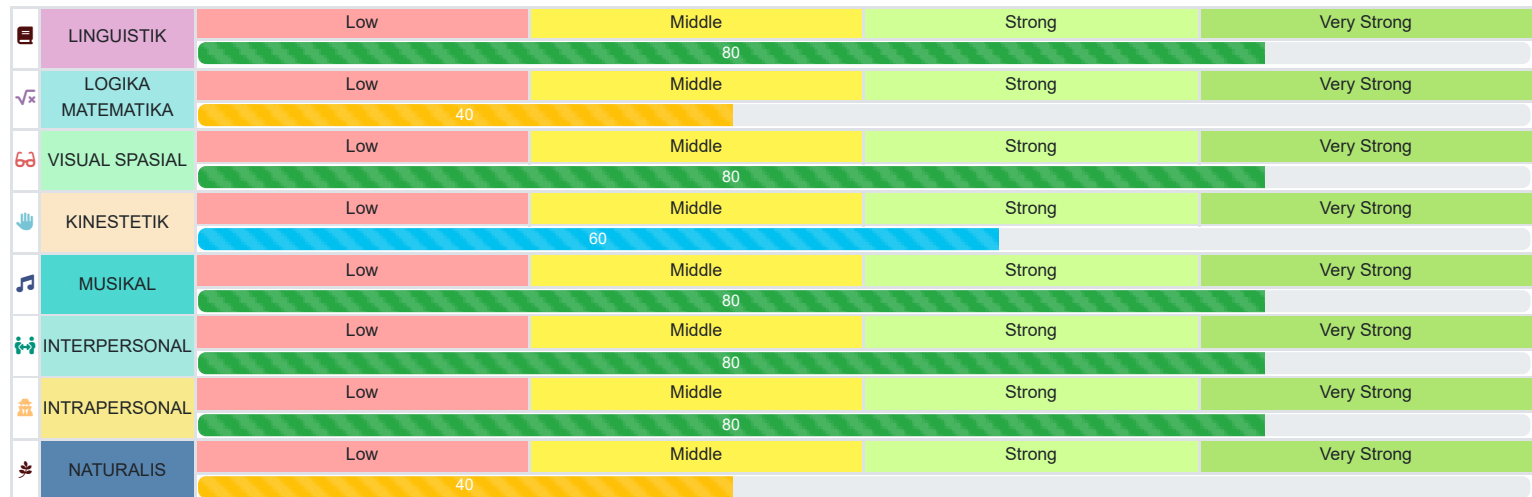 LINGUISTIK
Low Middle Strong Very Strong
80
LOGIKA
MATEMATIKA
Low Middle Strong Very Strong
40
VISUAL SPASIAL
Low Middle Strong Very Strong
80
KINESTETIK
Low Middle Strong Very Strong
60
MUSIKAL
Low Middle Strong Very Strong
80
INTERPERSONAL
Low Middle Strong Very Strong
80
INTRAPERSONAL
Low Middle Strong Very Strong
80
NATURALIS
Low Middle Strong Very Strong
40